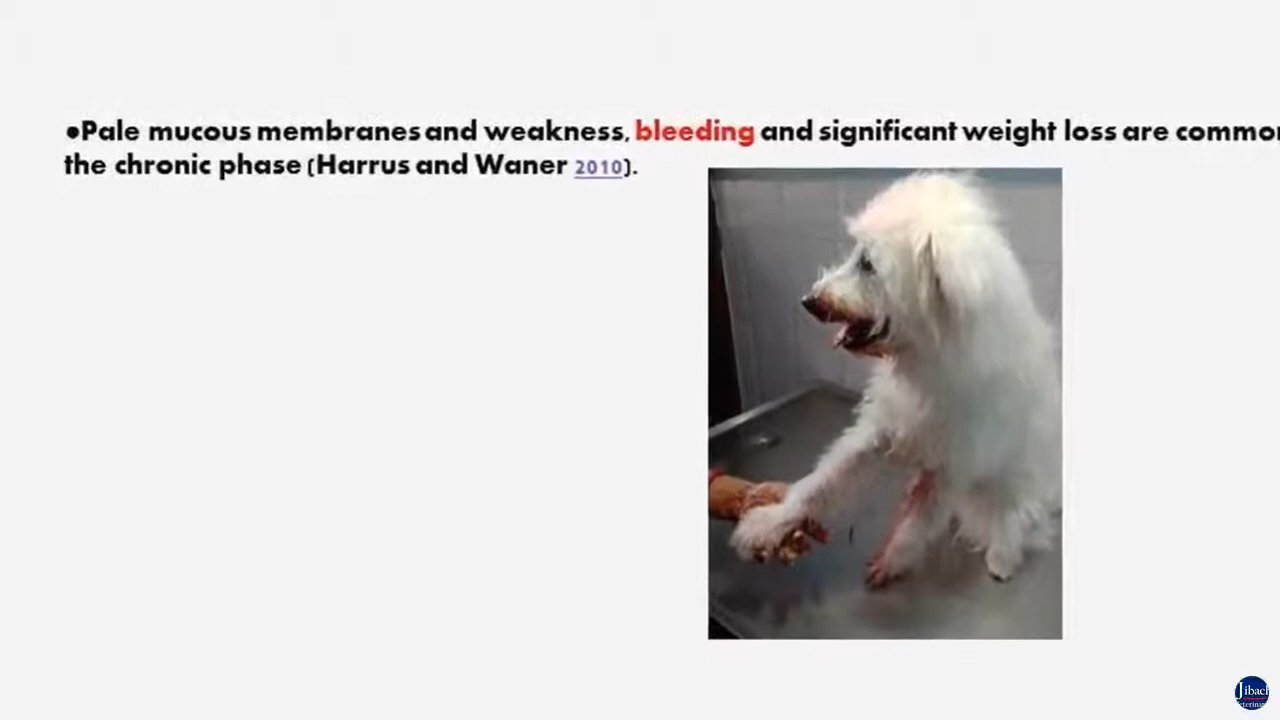 ●Pale mucous membranes and weakness, bleeding and significant weight loss are common
the chronic phase (Harrus and Waner 2010).
Jibach